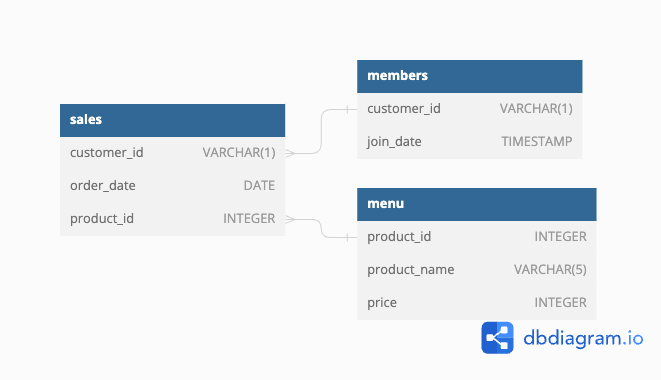 sales
customer_id VARCHAR(1)
order_date DATE
product_id INTEGER
members
customer_id VARCHAR(1)
join_date TIMESTAMP
menu
product_id INTEGER
product_name VARCHAR(5)
price INTEGER
dbdiagram.io